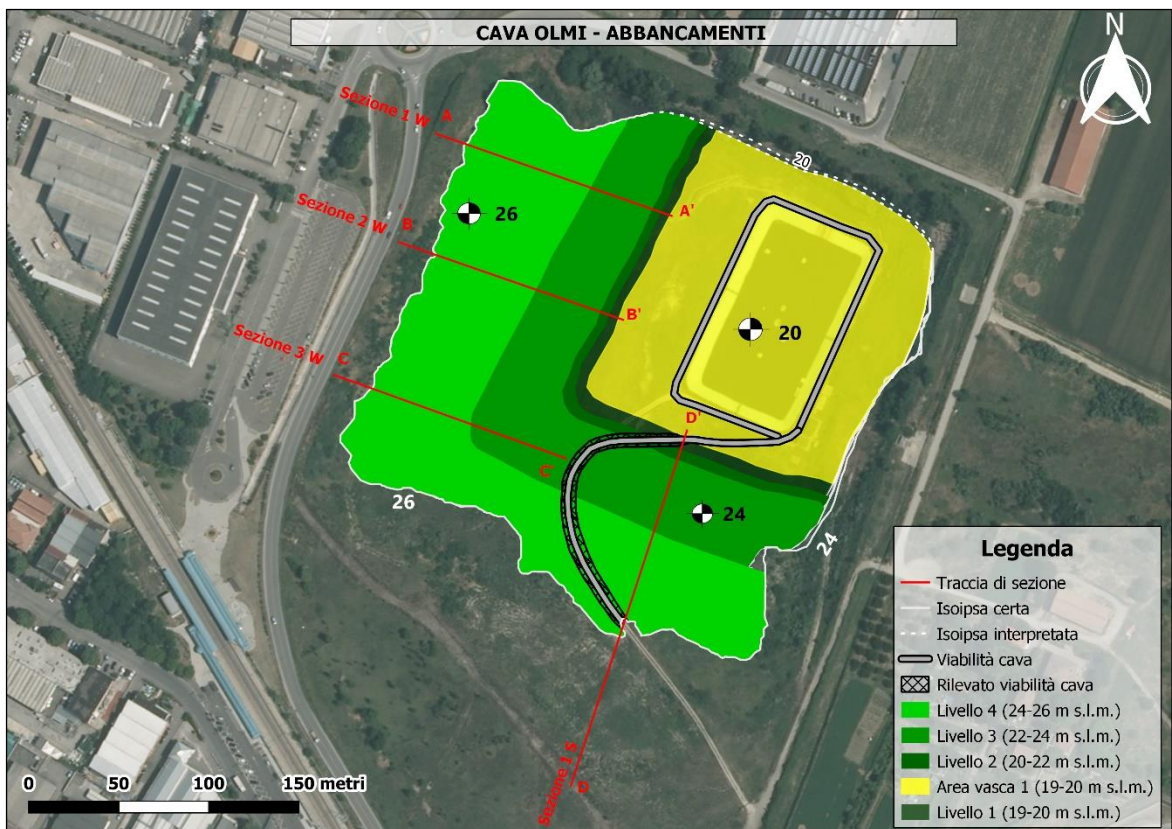 CAVA OLMI - ABBANCAMENTI
N
Sezione 1 W
A
A'
Sezione 2 W
B
B'
Sezione 3 W
C
C'
26
20
20
D'
24
26
24
Sezione 1 S
D
0 50 100 150 metri
Legenda
Traccia di sezione
Isoipsa certa
Isoipsa interpretata
Viabilità cava
Rilevato viabilità cava
Livello 4 (24-26 m s.l.m.)
Livello 3 (22-24 m s.l.m.)
Livello 2 (20-22 m s.l.m.)
Area vasca 1 (19-20 m s.l.m.)
Livello 1 (19-20 m s.l.m.)